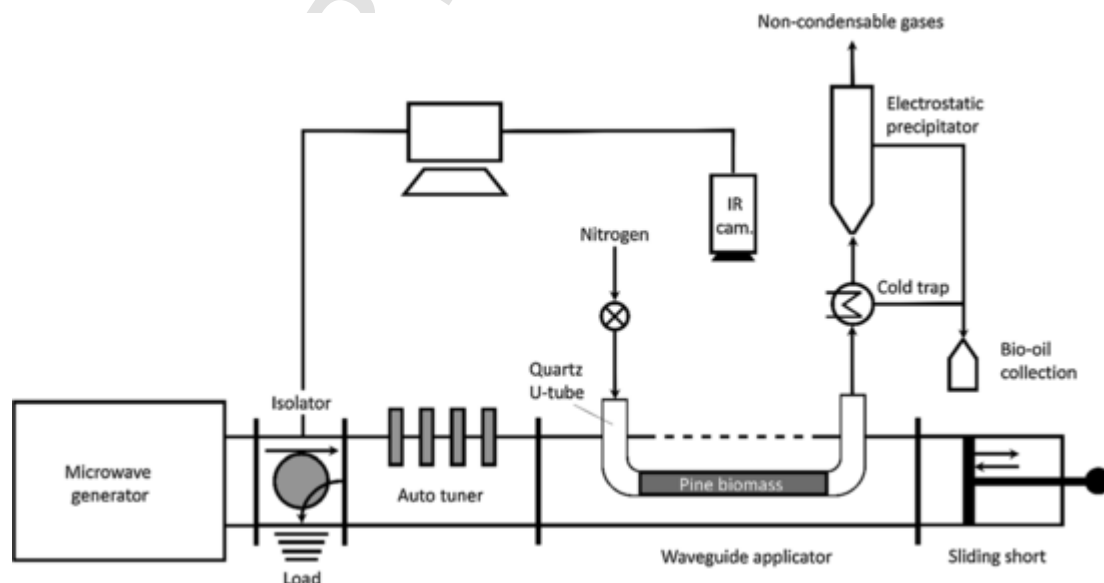 Non-condensable gases
Electrostatic
precipitator
IR
cam.
Nitrogen
Cold trap
Quartz
U-tube
Bio-oil
collection
Isolator
Microwave
generator
Auto tuner
Pine biomass
Waveguide applicator
Sliding short
Load